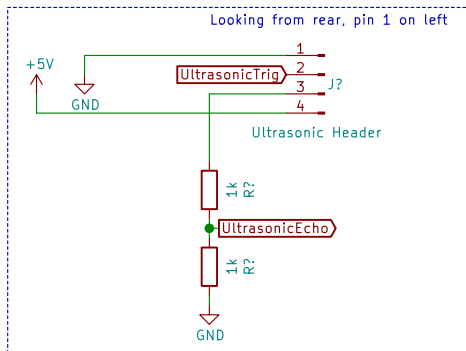 Looking from rear, pin 1 on left
+5V
1
UltrasonicTrig
2
J?
3
GND
4
Ultrasonic Header
1k
R?
UltrasonicEcho
1k
R?
GND